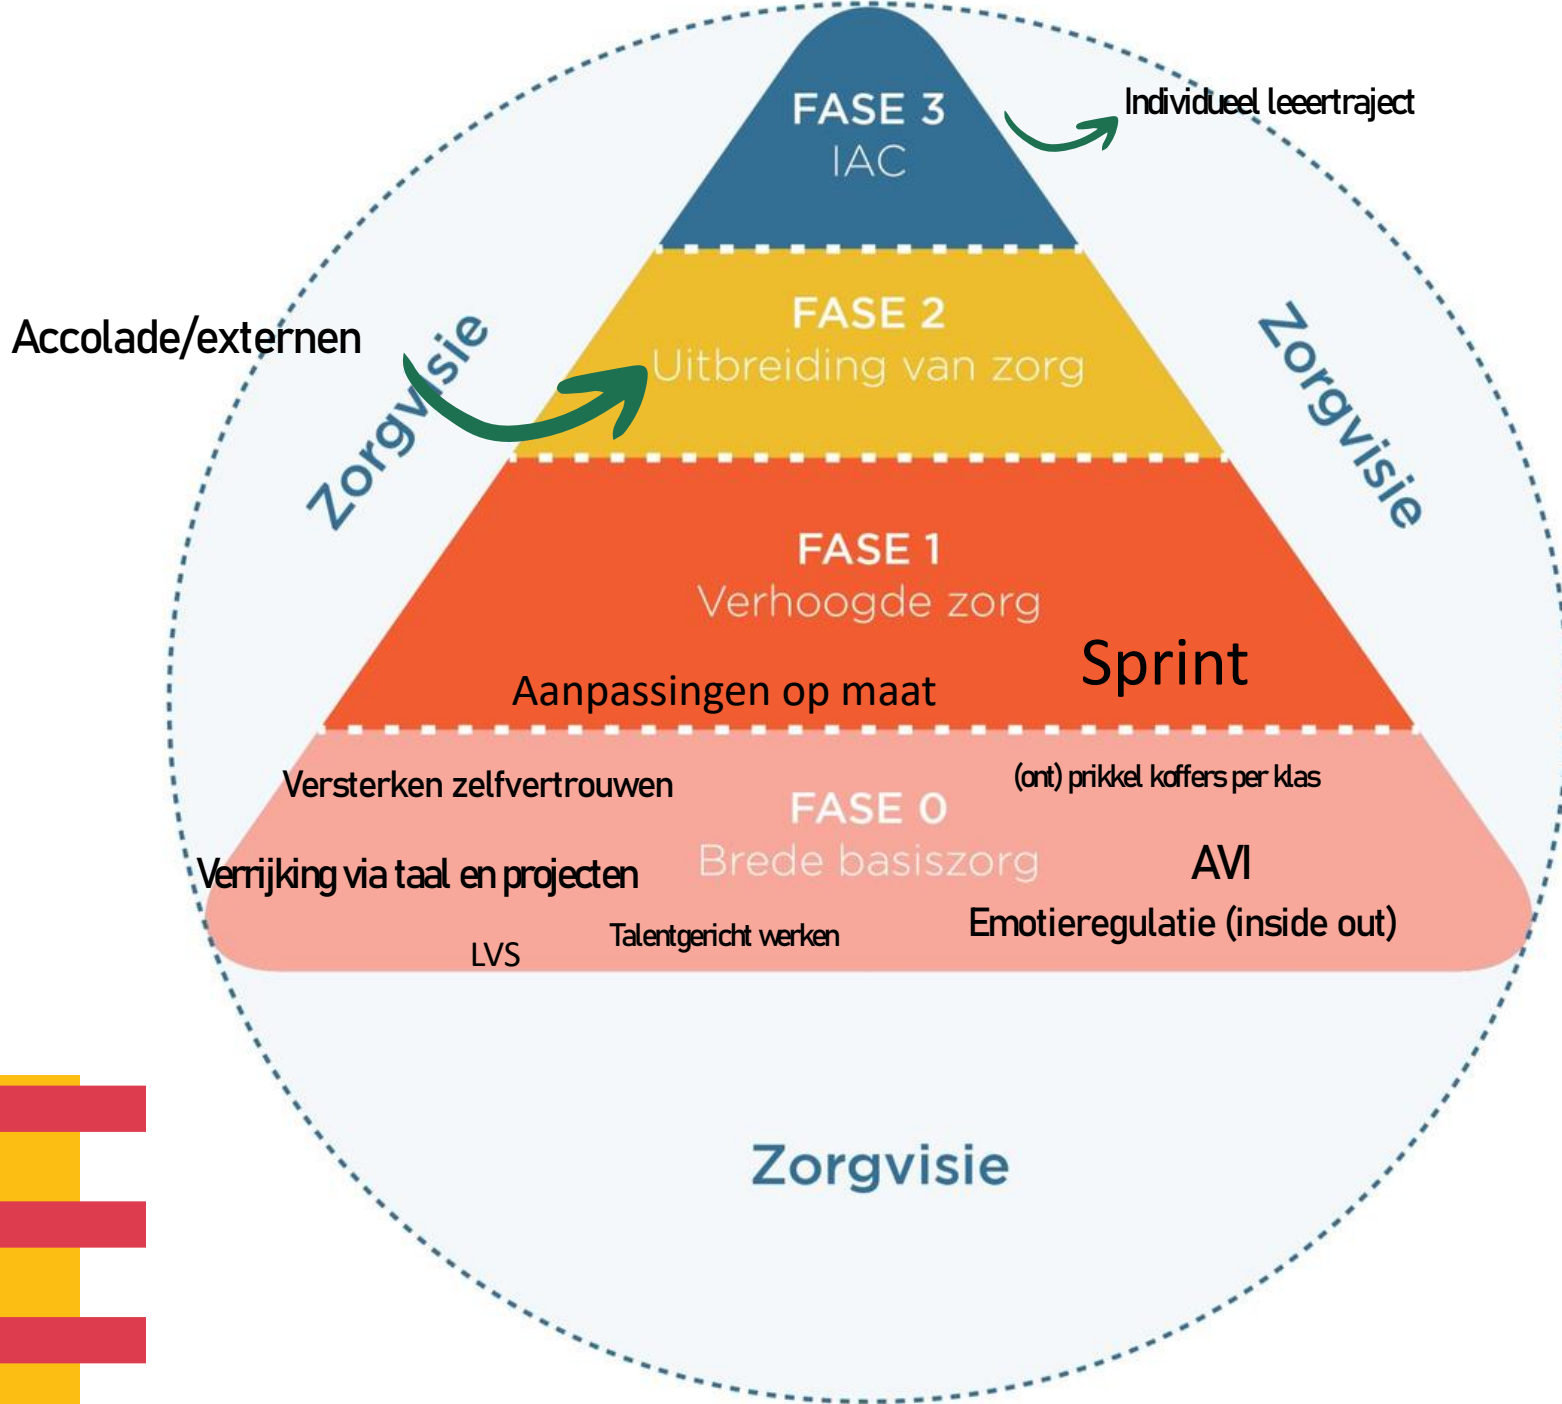 FASE 3
IAC
Individueel leeertraject
FASE 2
Uitbreiding van zorg
Accolade/externen
Zorgvisie
Zorgvisie
FASE 1
Verhoogde zorg
Sprint
Aanpassingen op maat
Versterken zelfvertrouwen
(ont) prikkel koffers per klas
FASE 0
Brede basiszorg
Verrijking via taal en projecten
AVI
Emotieregulatie (inside out)
Talentgericht werken
LVS
Zorgvisie